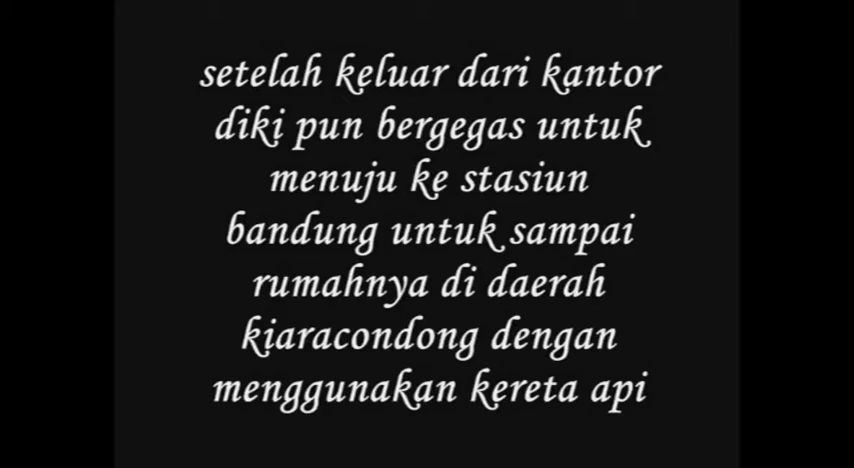 setelah keluar dari kantor
diki pun bergegas untuk
menuju ke stasiun
bandung untuk sampai
rumahnya di daerah
kiaracondong dengan
menggunakan kereta api